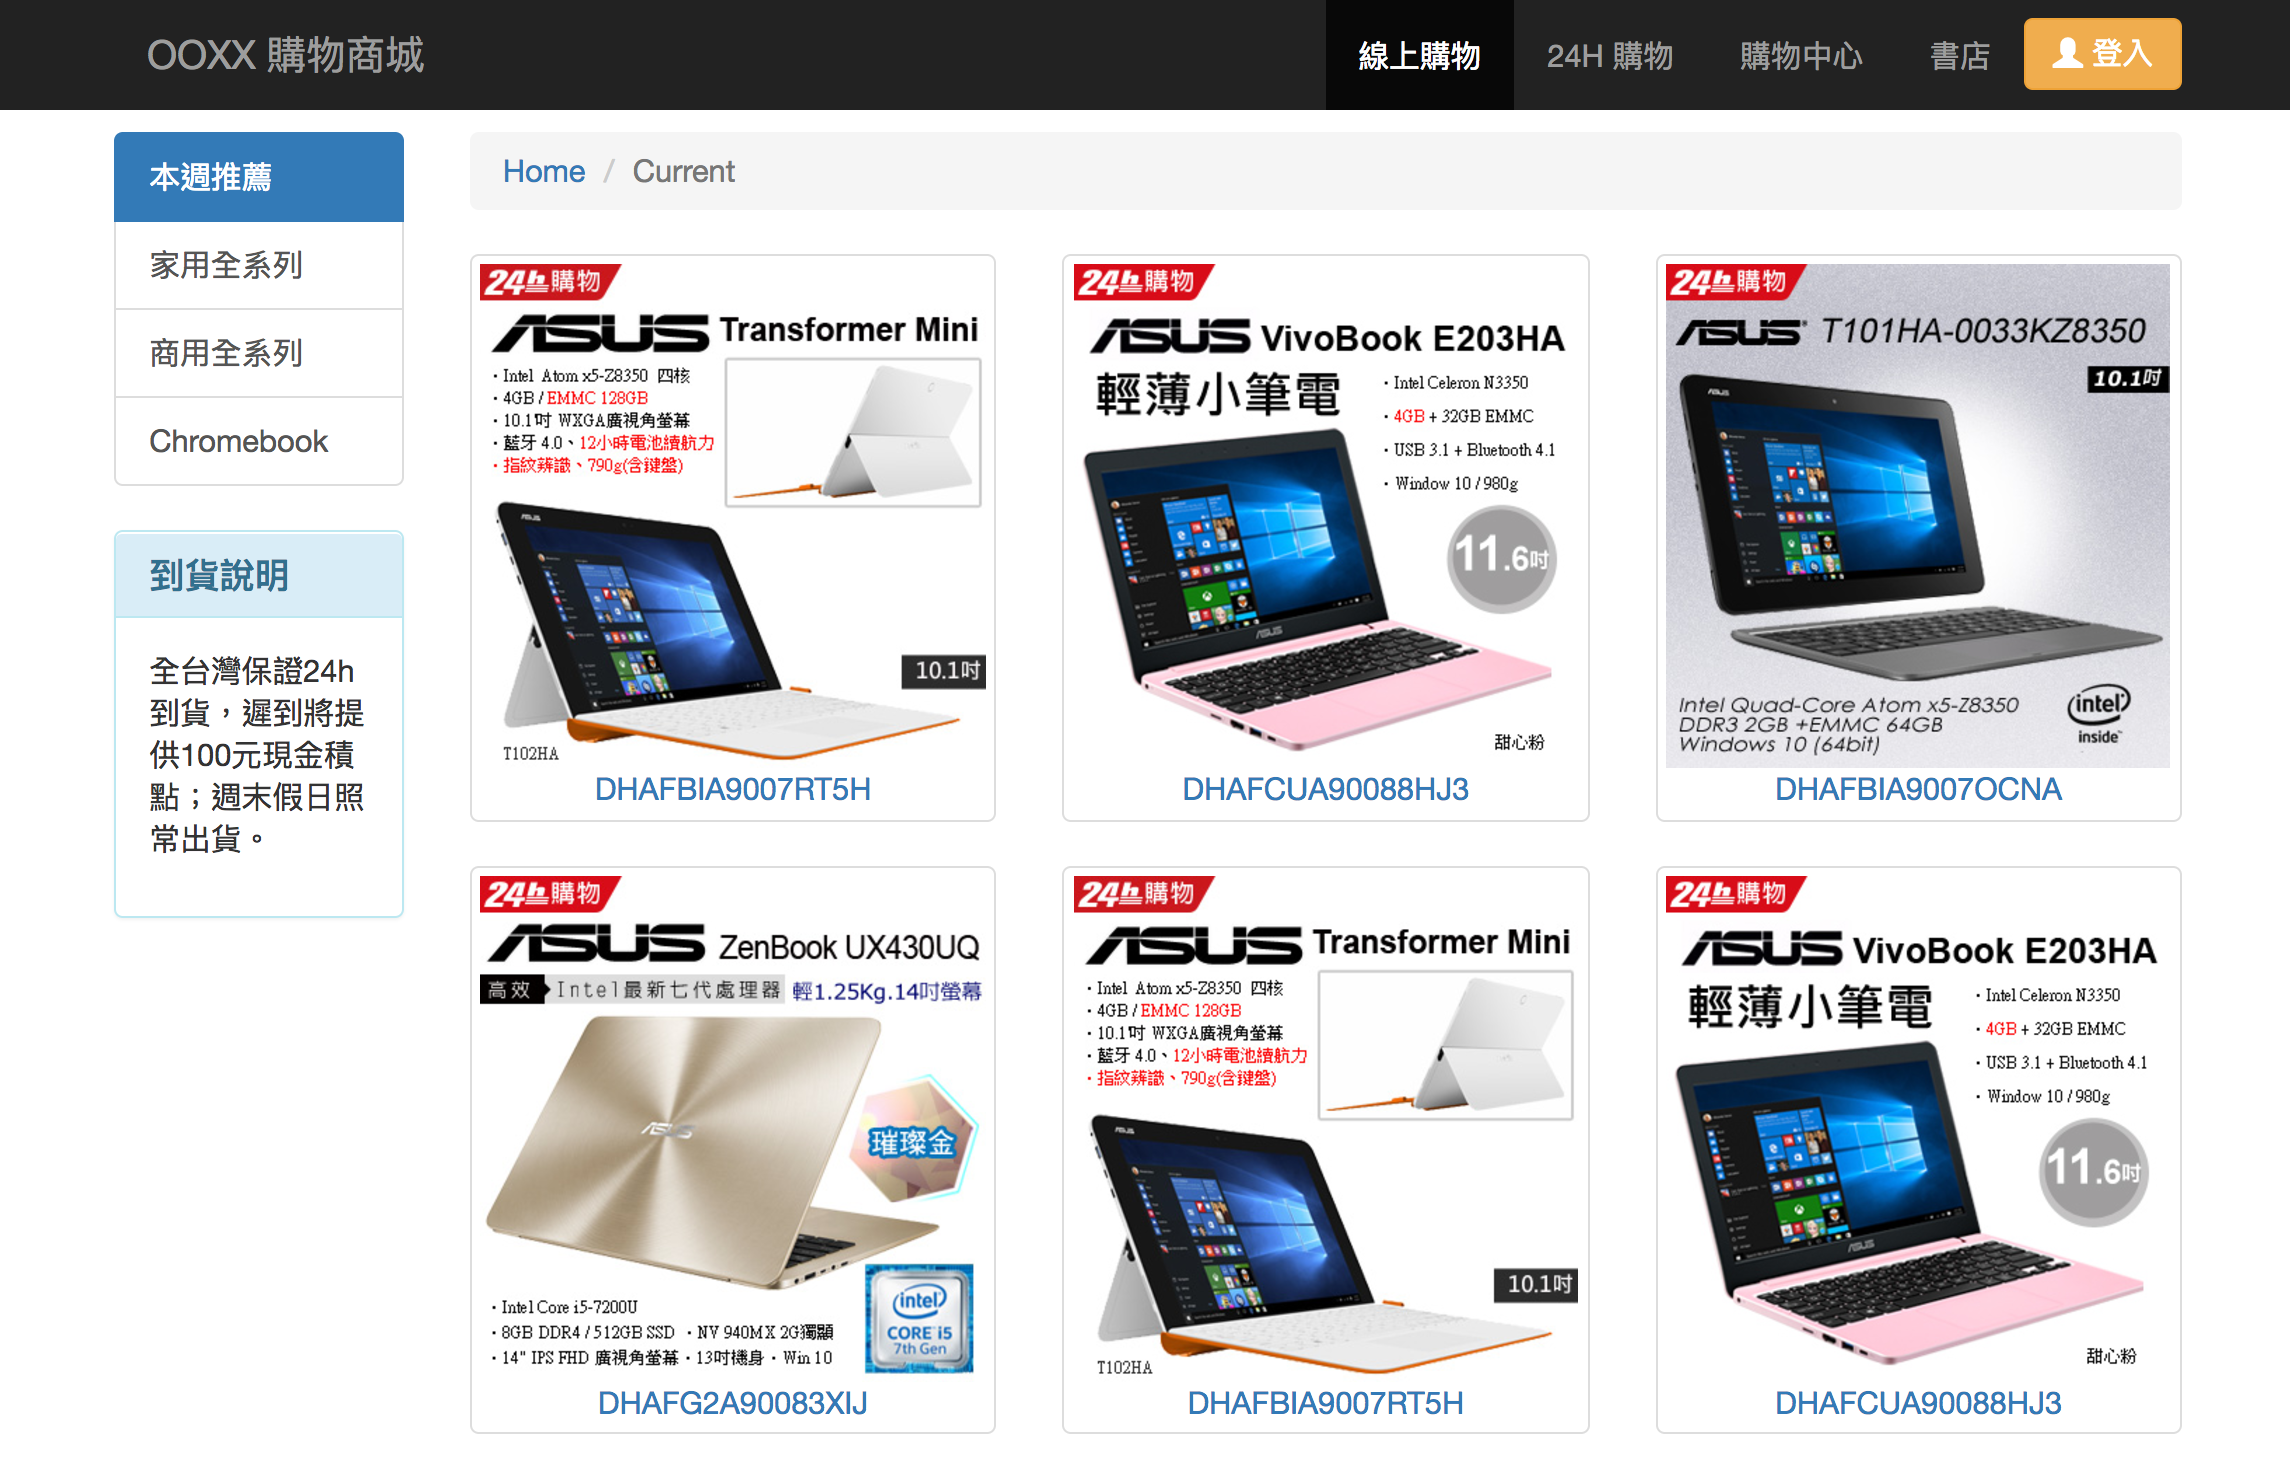 OOXX 購物商城
線上購物
24H 購物
購物中心
書店
登入
本週推薦
家用全系列
商用全系列
Chromebook
到貨說明
全台灣保證24h
到貨，遲到將提
供100元現金積
點；週末假日照
常出貨。
Home / Current
24h購物
ASUS Transformer Mini
・Intel Atom x5-Z8350 四核
・4GB / EMMC 128GB
・10.1吋 WXGA廣視角螢幕
・藍牙 4.0、12小時電池續航力
・指紋辨識、790g(含鍵盤)
10.1吋
T102HA
DHAFBIA9007RT5H
24h購物
ASUS VivoBook E203HA
輕薄小筆電
・Intel Celeron N3350
・4GB + 32GB EMMC
・USB 3.1 + Bluetooth 4.1
・Window 10 / 980g
11.6吋
ASUS
甜心粉
DHAFCUA90088HJ3
24h購物
ASUS T101HA-0033KZ8350
10.1吋
Intel Quad-Core Atom x5-Z8350
DDR3 2GB +EMMC 64GB
Windows 10 (64bit)
intel inside
DHAFBIA9007OCNA
24h購物
ASUS ZenBook UX430UQ
高效 Intel最新七代處理器 輕1.25Kg.14吋螢幕
ASUS
璀璨金
・Intel Core i5-7200U
・8GB DDR4 / 512GB SSD ・NV 940MX 2G獨顯
・14" IPS FHD 廣視角螢幕・13吋機身・Win 10
intel
CORE i5
7th Gen
DHAFG2A90083XIJ
24h購物
ASUS Transformer Mini
・Intel Atom x5-Z8350 四核
・4GB / EMMC 128GB
・10.1吋 WXGA廣視角螢幕
・藍牙 4.0、12小時電池續航力
・指紋辨識、790g(含鍵盤)
10.1吋
T102HA
DHAFBIA9007RT5H
24h購物
ASUS VivoBook E203HA
輕薄小筆電
・Intel Celeron N3350
・4GB + 32GB EMMC
・USB 3.1 + Bluetooth 4.1
・Window 10 / 980g
11.6吋
ASUS
甜心粉
DHAFCUA90088HJ3